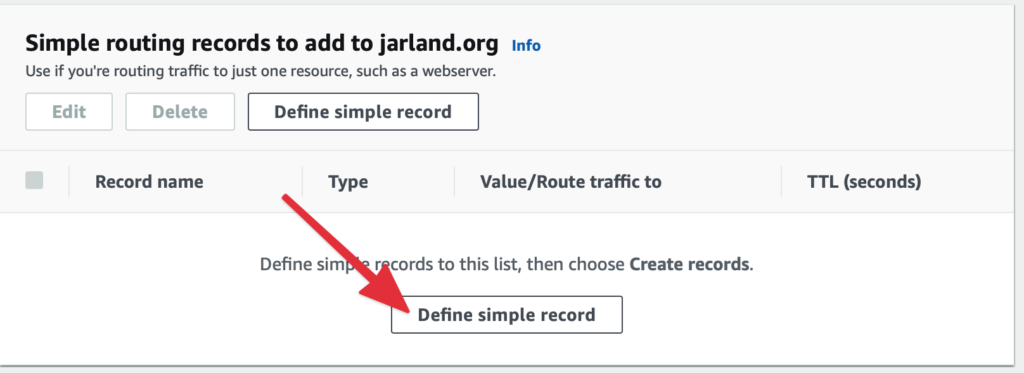 Simple routing records to add to jarland.org Info
Use if you're routing traffic to just one resource, such as a webserver.
Edit Delete Define simple record
Record name Type Value/Route traffic to TTL (seconds)
Define simple records to this list, then choose Create records.
Define simple record